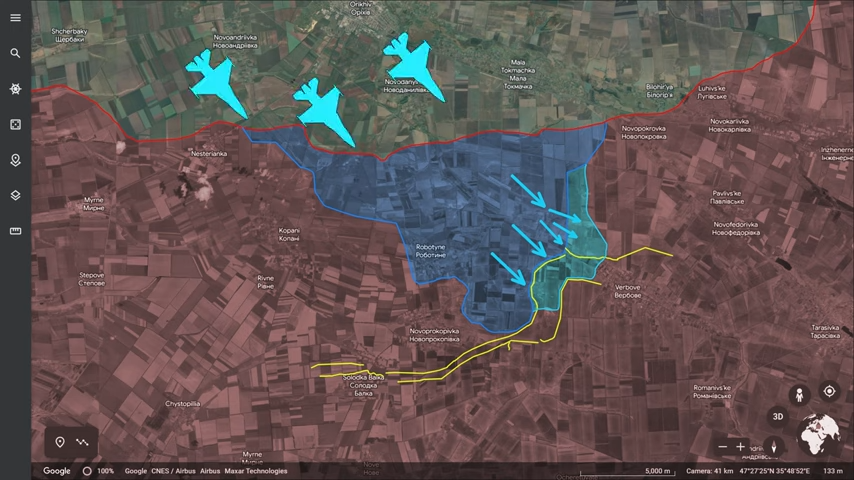 Orikhiv
Оріхів
Shcherbaky
Щербаки
Novoandriivka
Новоандріївка
Mala
Tokmachka
Мала
Токмачка
Novodanylivka
Новоданилівка
Bilohir'ya
Білогір'я
Luhivs'ke
Лугівське
Novopokrovka
Новопокровка
Novokarlivka
Новокарлівка
Nesterianka
Inzhenerne
Інженерне
Myrne
Мирне
Pavlivs'ke
Павлівське
Kopani
Копані
Novofedorivka
Новофедорівка
Robotyne
Роботине
Stepove
Степове
Rivne
Рівне
Verbove
Вербове
Novoprokopivka
Новопрокопівка
Tarasivka
Тарасівка
Solodka Balka
Солодка
Балка
Romanivs'ke
Романівське
Chystopillia
3D
Myrne
Google
100%
Google
CNES / Airbus
Airbus
Maxar Technologies
5,000 m
Camera: 41 km
47°27'25"N 35°48'52"E
133 m